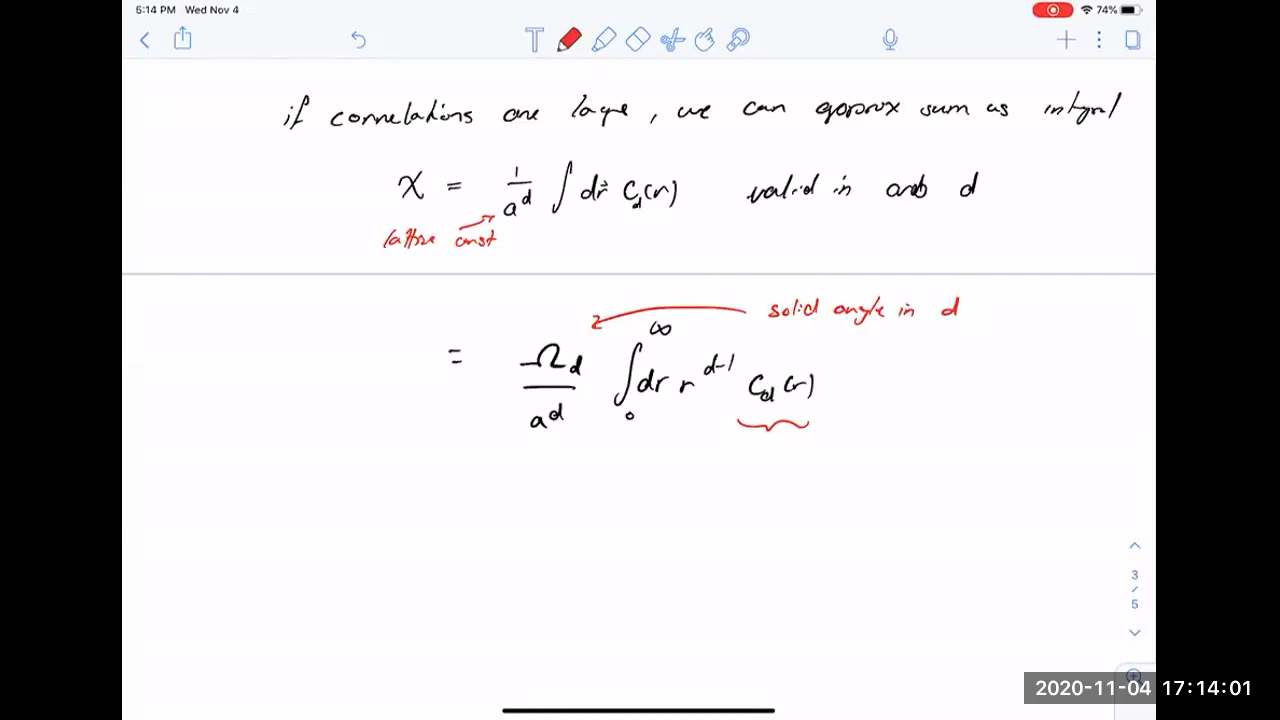 5:14 PM Wed Nov 4
74%
if correlations are large, we can approx sum as integral
χ = 1/a^d ∫ dr⃗ C_d(r) valid in arb d
lattice const
solid angle in d
= Ω_d/a^d ∫_0^∞ dr r^{d-1} C_d(r)
3
/
5
2020-11-04 17:14:01